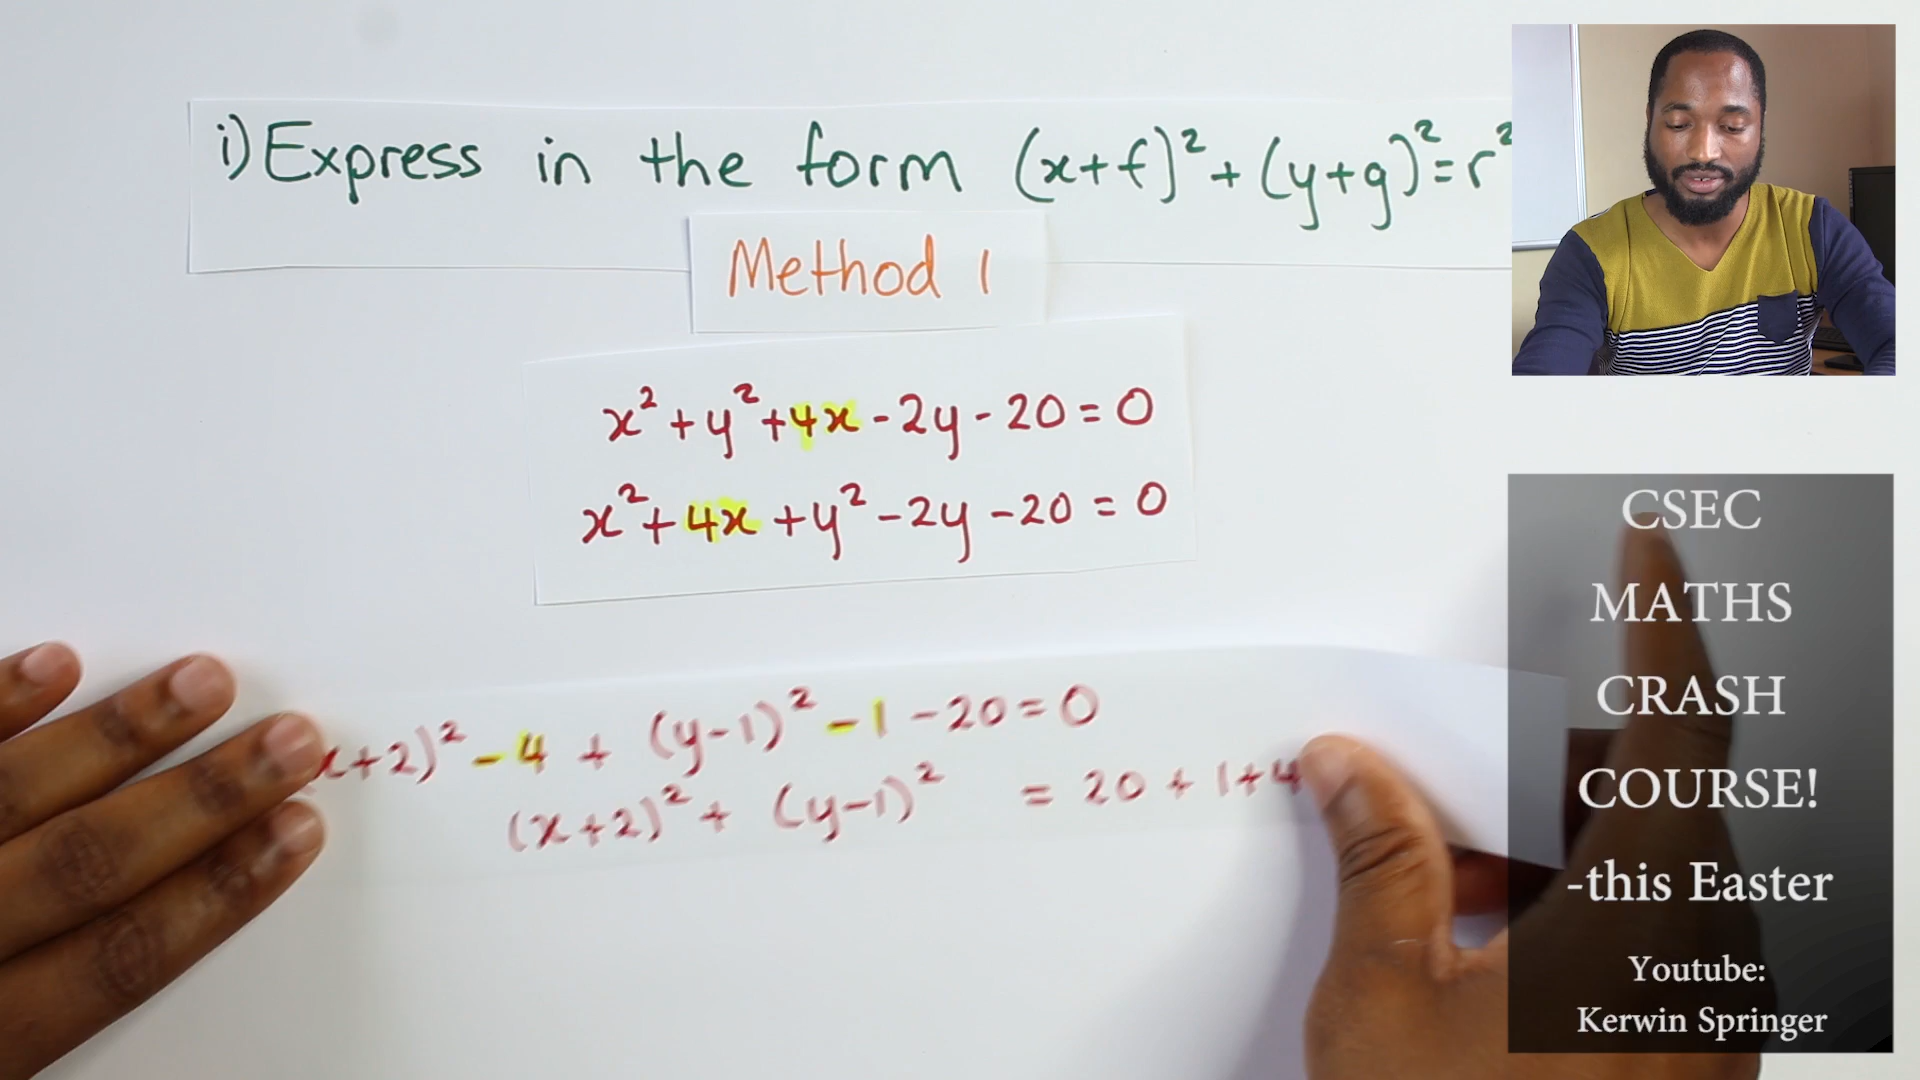 i) Express in the form (x+f)² + (y+g)² = r²
Method 1
x² + y² + 4x - 2y - 20 = 0
x² + 4x + y² - 2y - 20 = 0
x+2)² - 4 + (y-1)² - 1 - 20 = 0
(x+2)² + (y-1)² = 20 + 1 + 4
CSEC
MATHS
CRASH
COURSE!
-this Easter
Youtube:
Kerwin Springer